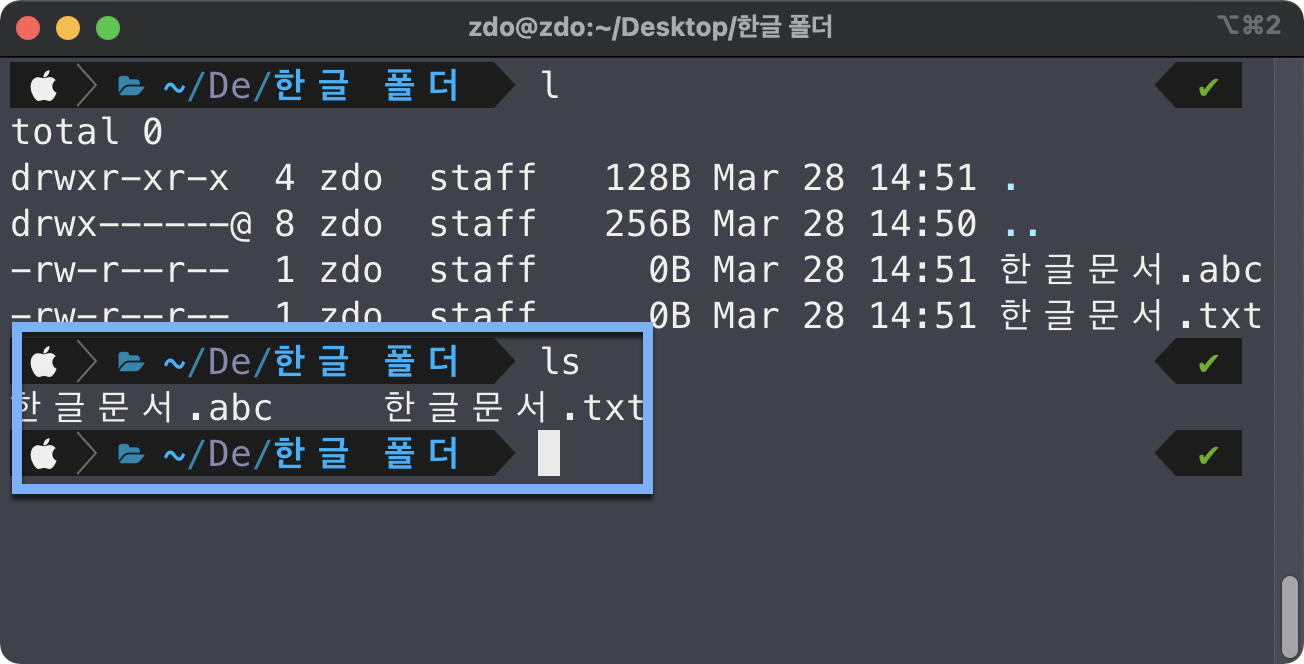 zdo@zdo:~/Desktop/한글 폴더 ⌥⌘2
~/De/한글 폴더 l ✔
total 0
drwxr-xr-x 4 zdo staff 128B Mar 28 14:51 .
drwx------@ 8 zdo staff 256B Mar 28 14:50 ..
-rw-r--r-- 1 zdo staff 0B Mar 28 14:51 한글문서.abc
-rw-r--r-- 1 zdo staff 0B Mar 28 14:51 한글문서.txt
~/De/한글 폴더 ls ✔
한글문서.abc 한글문서.txt
~/De/한글 폴더 ✔